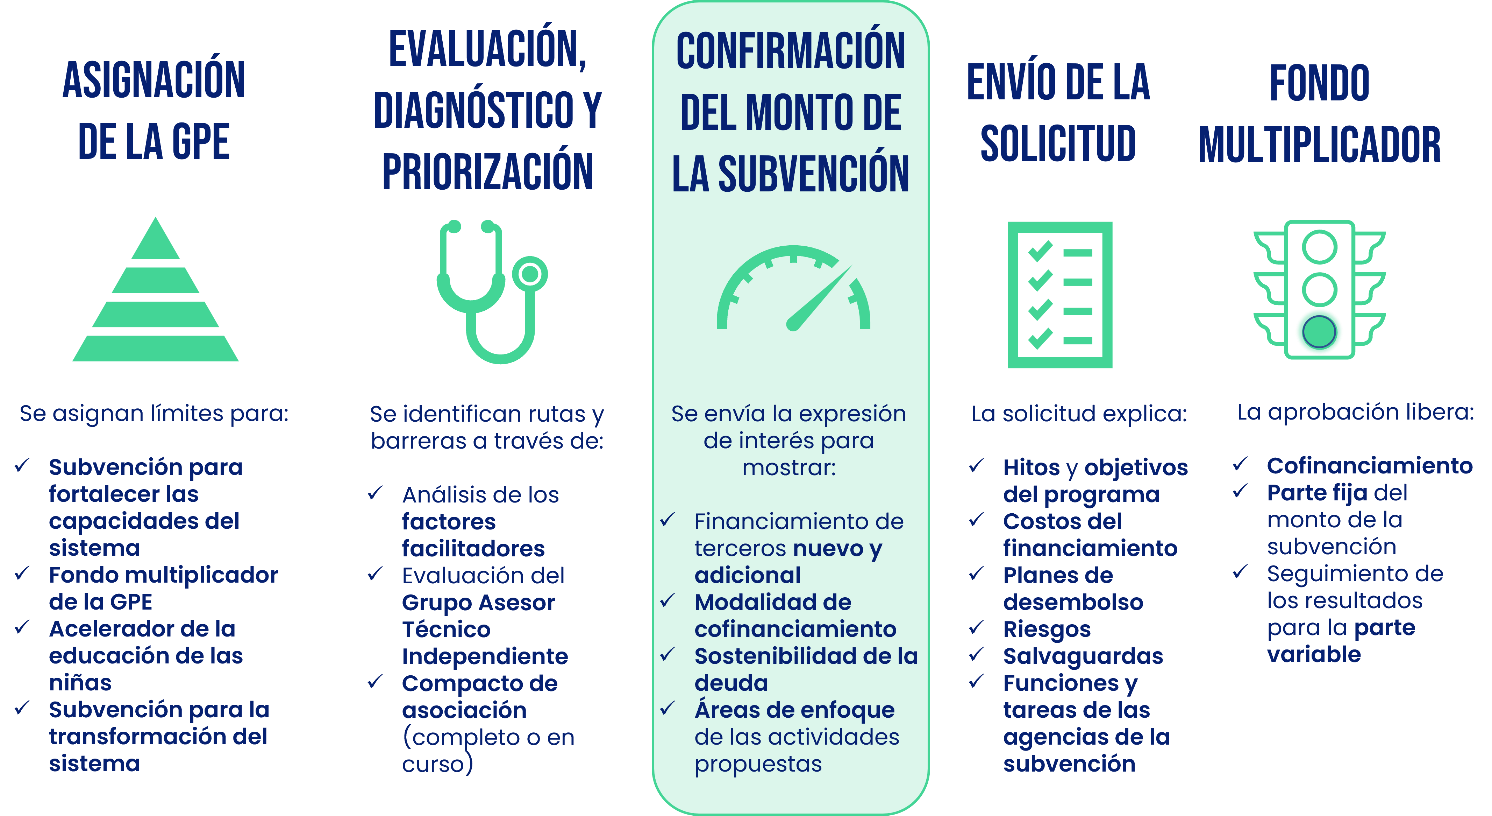 ASIGNACIÓN
DE LA GPE
Se asignan límites para:
Subvención para
fortalecer las
capacidades del
sistema
Fondo multiplicador
de la GPE
Acelerador de la
educación de las
niñas
Subvención para la
transformación del
sistema
EVALUACIÓN,
DIAGNÓSTICO Y
PRIORIZACIÓN
Se identifican rutas y
barreras a través de:
Análisis de los
factores
facilitadores
Evaluación del
Grupo Asesor
Técnico
Independiente
Compacto de
asociación
(completo o en
curso)
CONFIRMACIÓN
DEL MONTO DE
LA SUBVENCIÓN
Se envía la expresión
de interés para
mostrar:
Financiamiento de
terceros nuevo y
adicional
Modalidad de
cofinanciamiento
Sostenibilidad de la
deuda
Áreas de enfoque
de las actividades
propuestas
ENVÍO DE LA
SOLICITUD
La solicitud explica:
Hitos y objetivos
del programa
Costos del
financiamiento
Planes de
desembolso
Riesgos
Salvaguardas
Funciones y
tareas de las
agencias de la
subvención
FONDO
MULTIPLICADOR
La aprobación libera:
Cofinanciamiento
Parte fija del
monto de la
subvención
Seguimiento de
los resultados
para la parte
variable